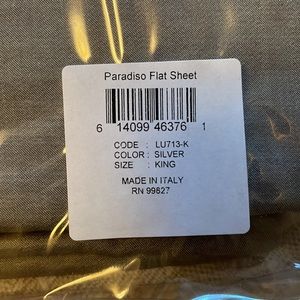 Paradiso Flat Sheet
6 14099 46376 1
CODE : LU713-K
COLOR : SILVER
SIZE : KING
MADE IN ITALY
RN 99827